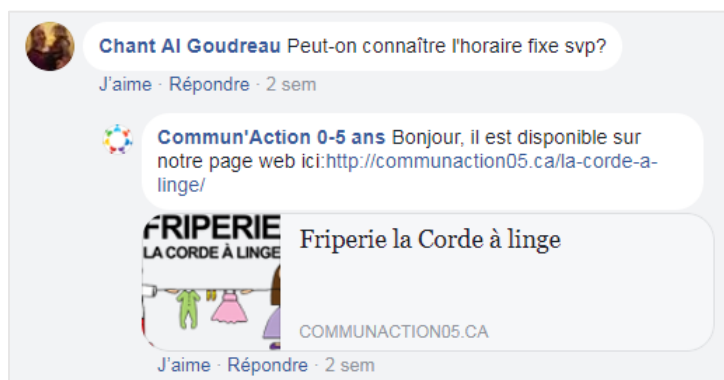 Chant Al Goudreau Peut-on connaître l'horaire fixe svp?
J'aime · Répondre · 2 sem
Commun'Action 0-5 ans Bonjour, il est disponible sur
notre page web ici:http://communaction05.ca/la-corde-a-
linge/
FRIPERIE
LA CORDE À LINGE
Friperie la Corde à linge
COMMUNACTION05.CA
J'aime · Répondre · 2 sem